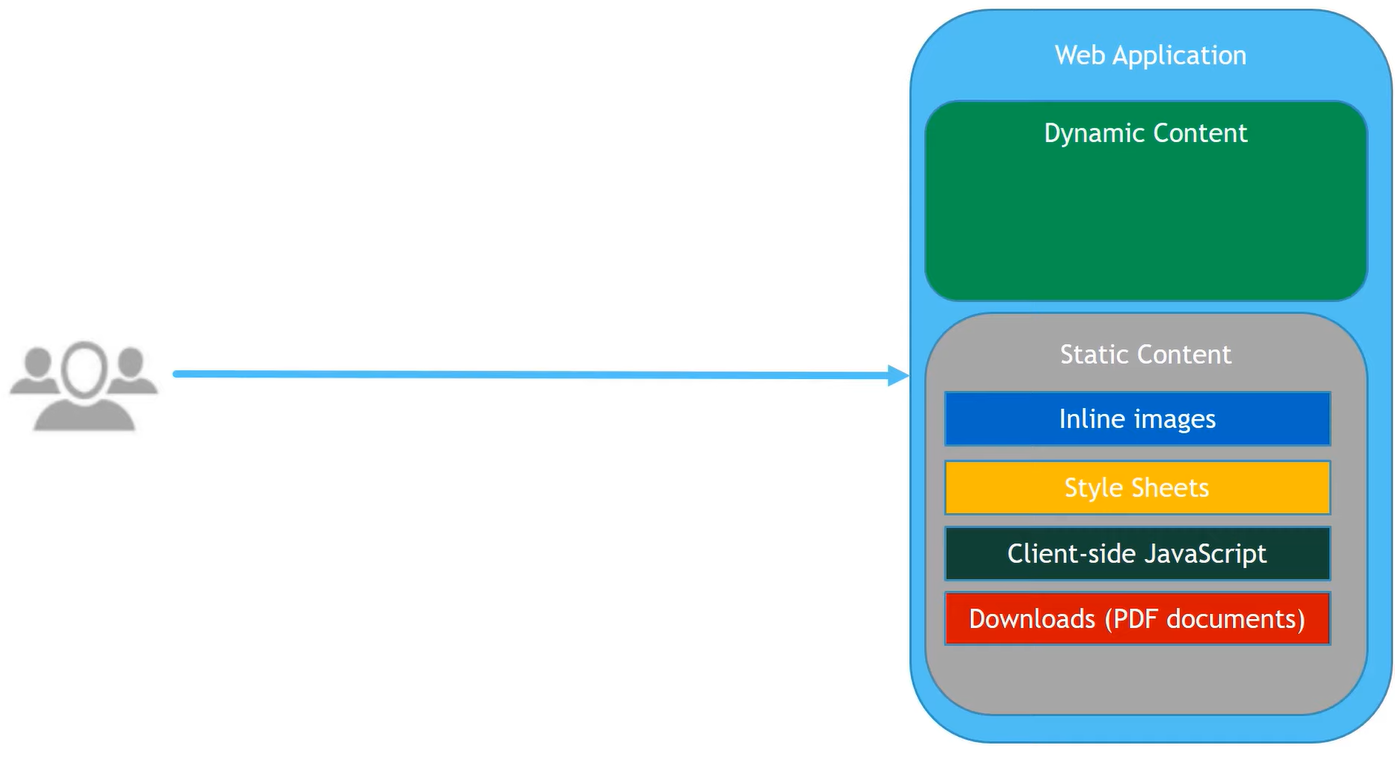 Web Application
Dynamic Content
Static Content
Inline images
Style Sheets
Client-side JavaScript
Downloads (PDF documents)